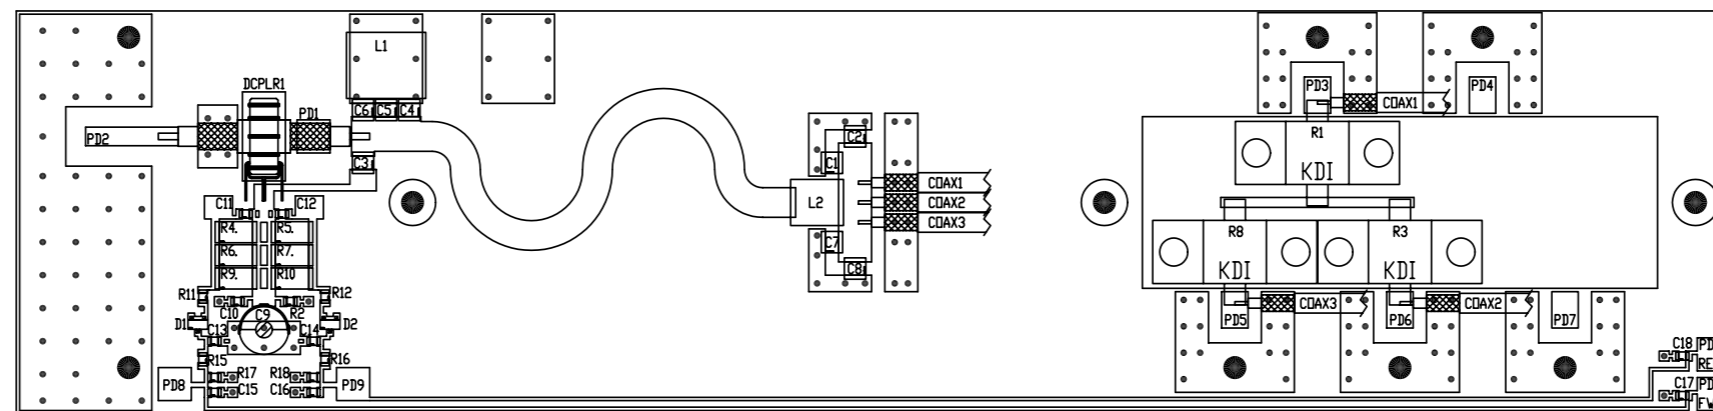 L1
DCPLR1
C6 C5 C4
PD1
PD2
C3
C11 C12
R4. R5.
R6. R7.
R9. R10
R11 R12
C10 C9 R2
D1 D2
C13 C14
R15 R16
R17 R18
PD8 PD9
C15 C16
C2
C1
L2
C7
C8
COAX1
COAX2
COAX3
PD3 PD4
COAX1
R1
KDI
R8 R3
KDI KDI
COAX3 COAX2
PD5 PD6 PD7
C18 PD
RE
C17 PD